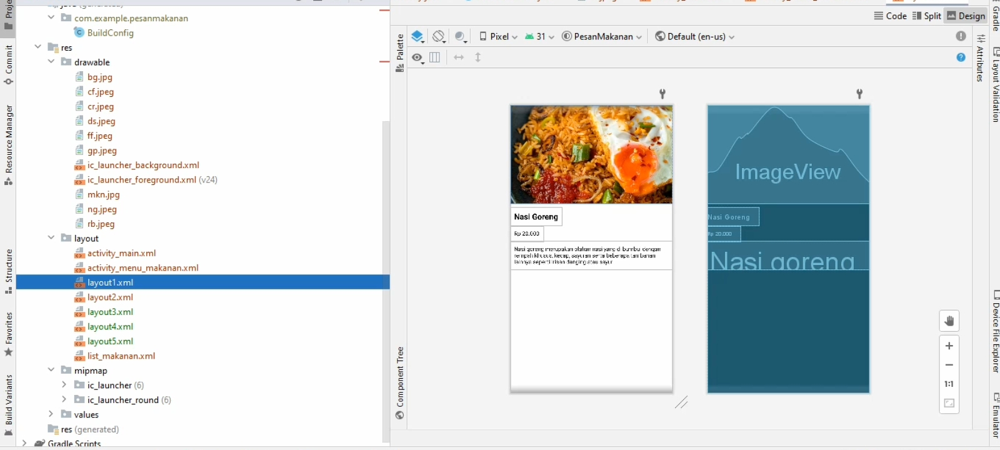 Code
Split
Design
com.example.pesanmakanan
BuildConfig
res
drawable
bg.jpg
cf.jpeg
cr.jpeg
ds.jpeg
ff.jpeg
gp.jpeg
ic_launcher_background.xml
ic_launcher_foreground.xml (v24)
mkn.jpg
ng.jpeg
rb.jpeg
layout
activity_main.xml
activity_menu_makanan.xml
layout1.xml
layout2.xml
layout3.xml
layout4.xml
layout5.xml
list_makanan.xml
mipmap
ic_launcher (6)
ic_launcher_round (6)
values
res (generated)
Gradle Scripts
Commit
Resource Manager
Structure
Favorites
Build Variants
Palette
Component Tree
Pixel
31
PesanMakanan
Default (en-us)
Nasi Goreng
Rp 20.000
Nasi goreng merupakan olahan nasi yang di bumbui dengan
rempah khusus, kecap, sayuran serta beberapa tambahan
lainnya seperti irisan danging atau sayur
ImageView
Nasi Goreng
Rp 20.000
Nasi goreng
1:1
Attributes
Gradle
Layout Validation
Device File Explorer
Emulator